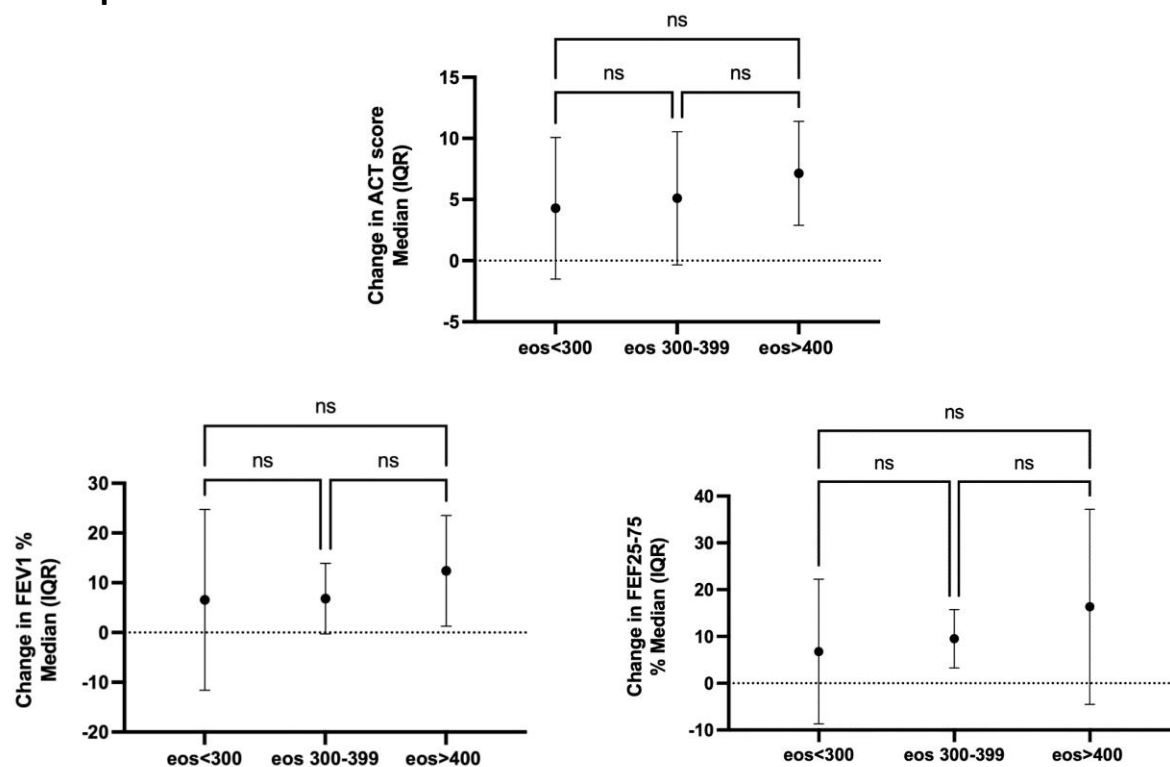 ns
ns ns
Change in ACT score
Median (IQR)
15
10
5
0
-5
eos<300 eos 300-399 eos>400
ns
ns ns
Change in FEV1 %
Median (IQR)
30
20
10
0
-10
-20
eos<300 eos 300-399 eos>400
ns
ns ns
Change in FEF25-75
% Median (IQR)
40
30
20
10
0
-10
eos<300 eos 300-399 eos>400